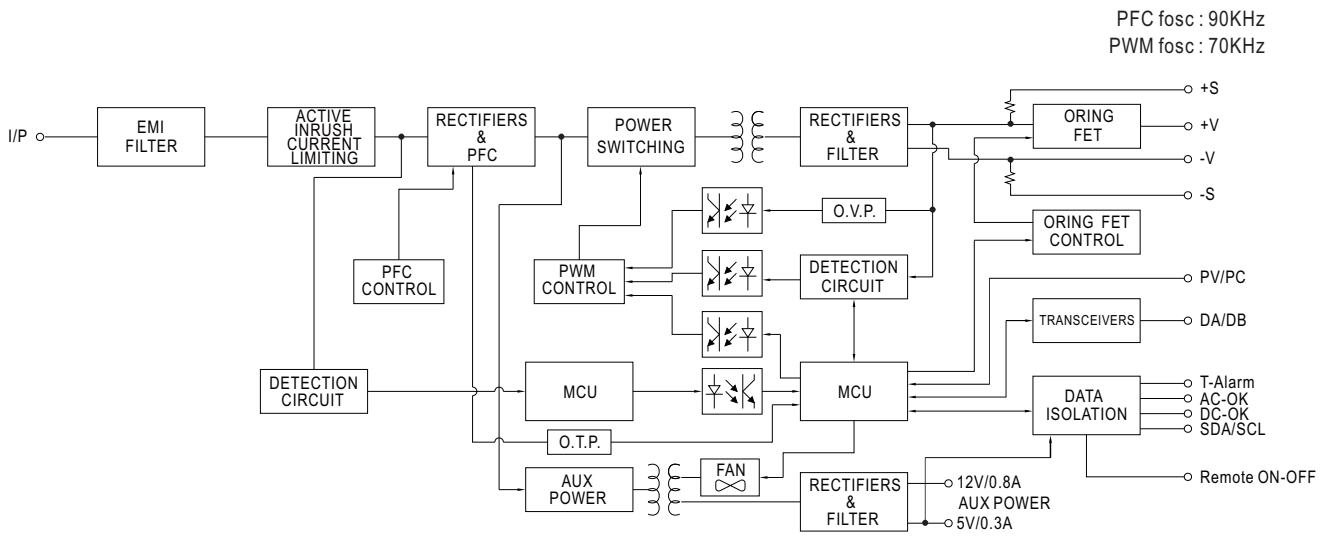 PFC fosc : 90KHz
PWM fosc : 70KHz
I/P
EMI
FILTER
ACTIVE
INRUSH
CURRENT
LIMITING
RECTIFIERS
&
PFC
POWER
SWITCHING
RECTIFIERS
&
FILTER
ORING
FET
+S
+V
-V
-S
O.V.P.
ORING FET
CONTROL
PFC
CONTROL
PWM
CONTROL
DETECTION
CIRCUIT
PV/PC
TRANSCEIVERS
DA/DB
DETECTION
CIRCUIT
MCU
MCU
DATA
ISOLATION
T-Alarm
AC-OK
DC-OK
SDA/SCL
O.T.P.
Remote ON-OFF
AUX
POWER
FAN
RECTIFIERS
&
FILTER
12V/0.8A
AUX POWER
5V/0.3A